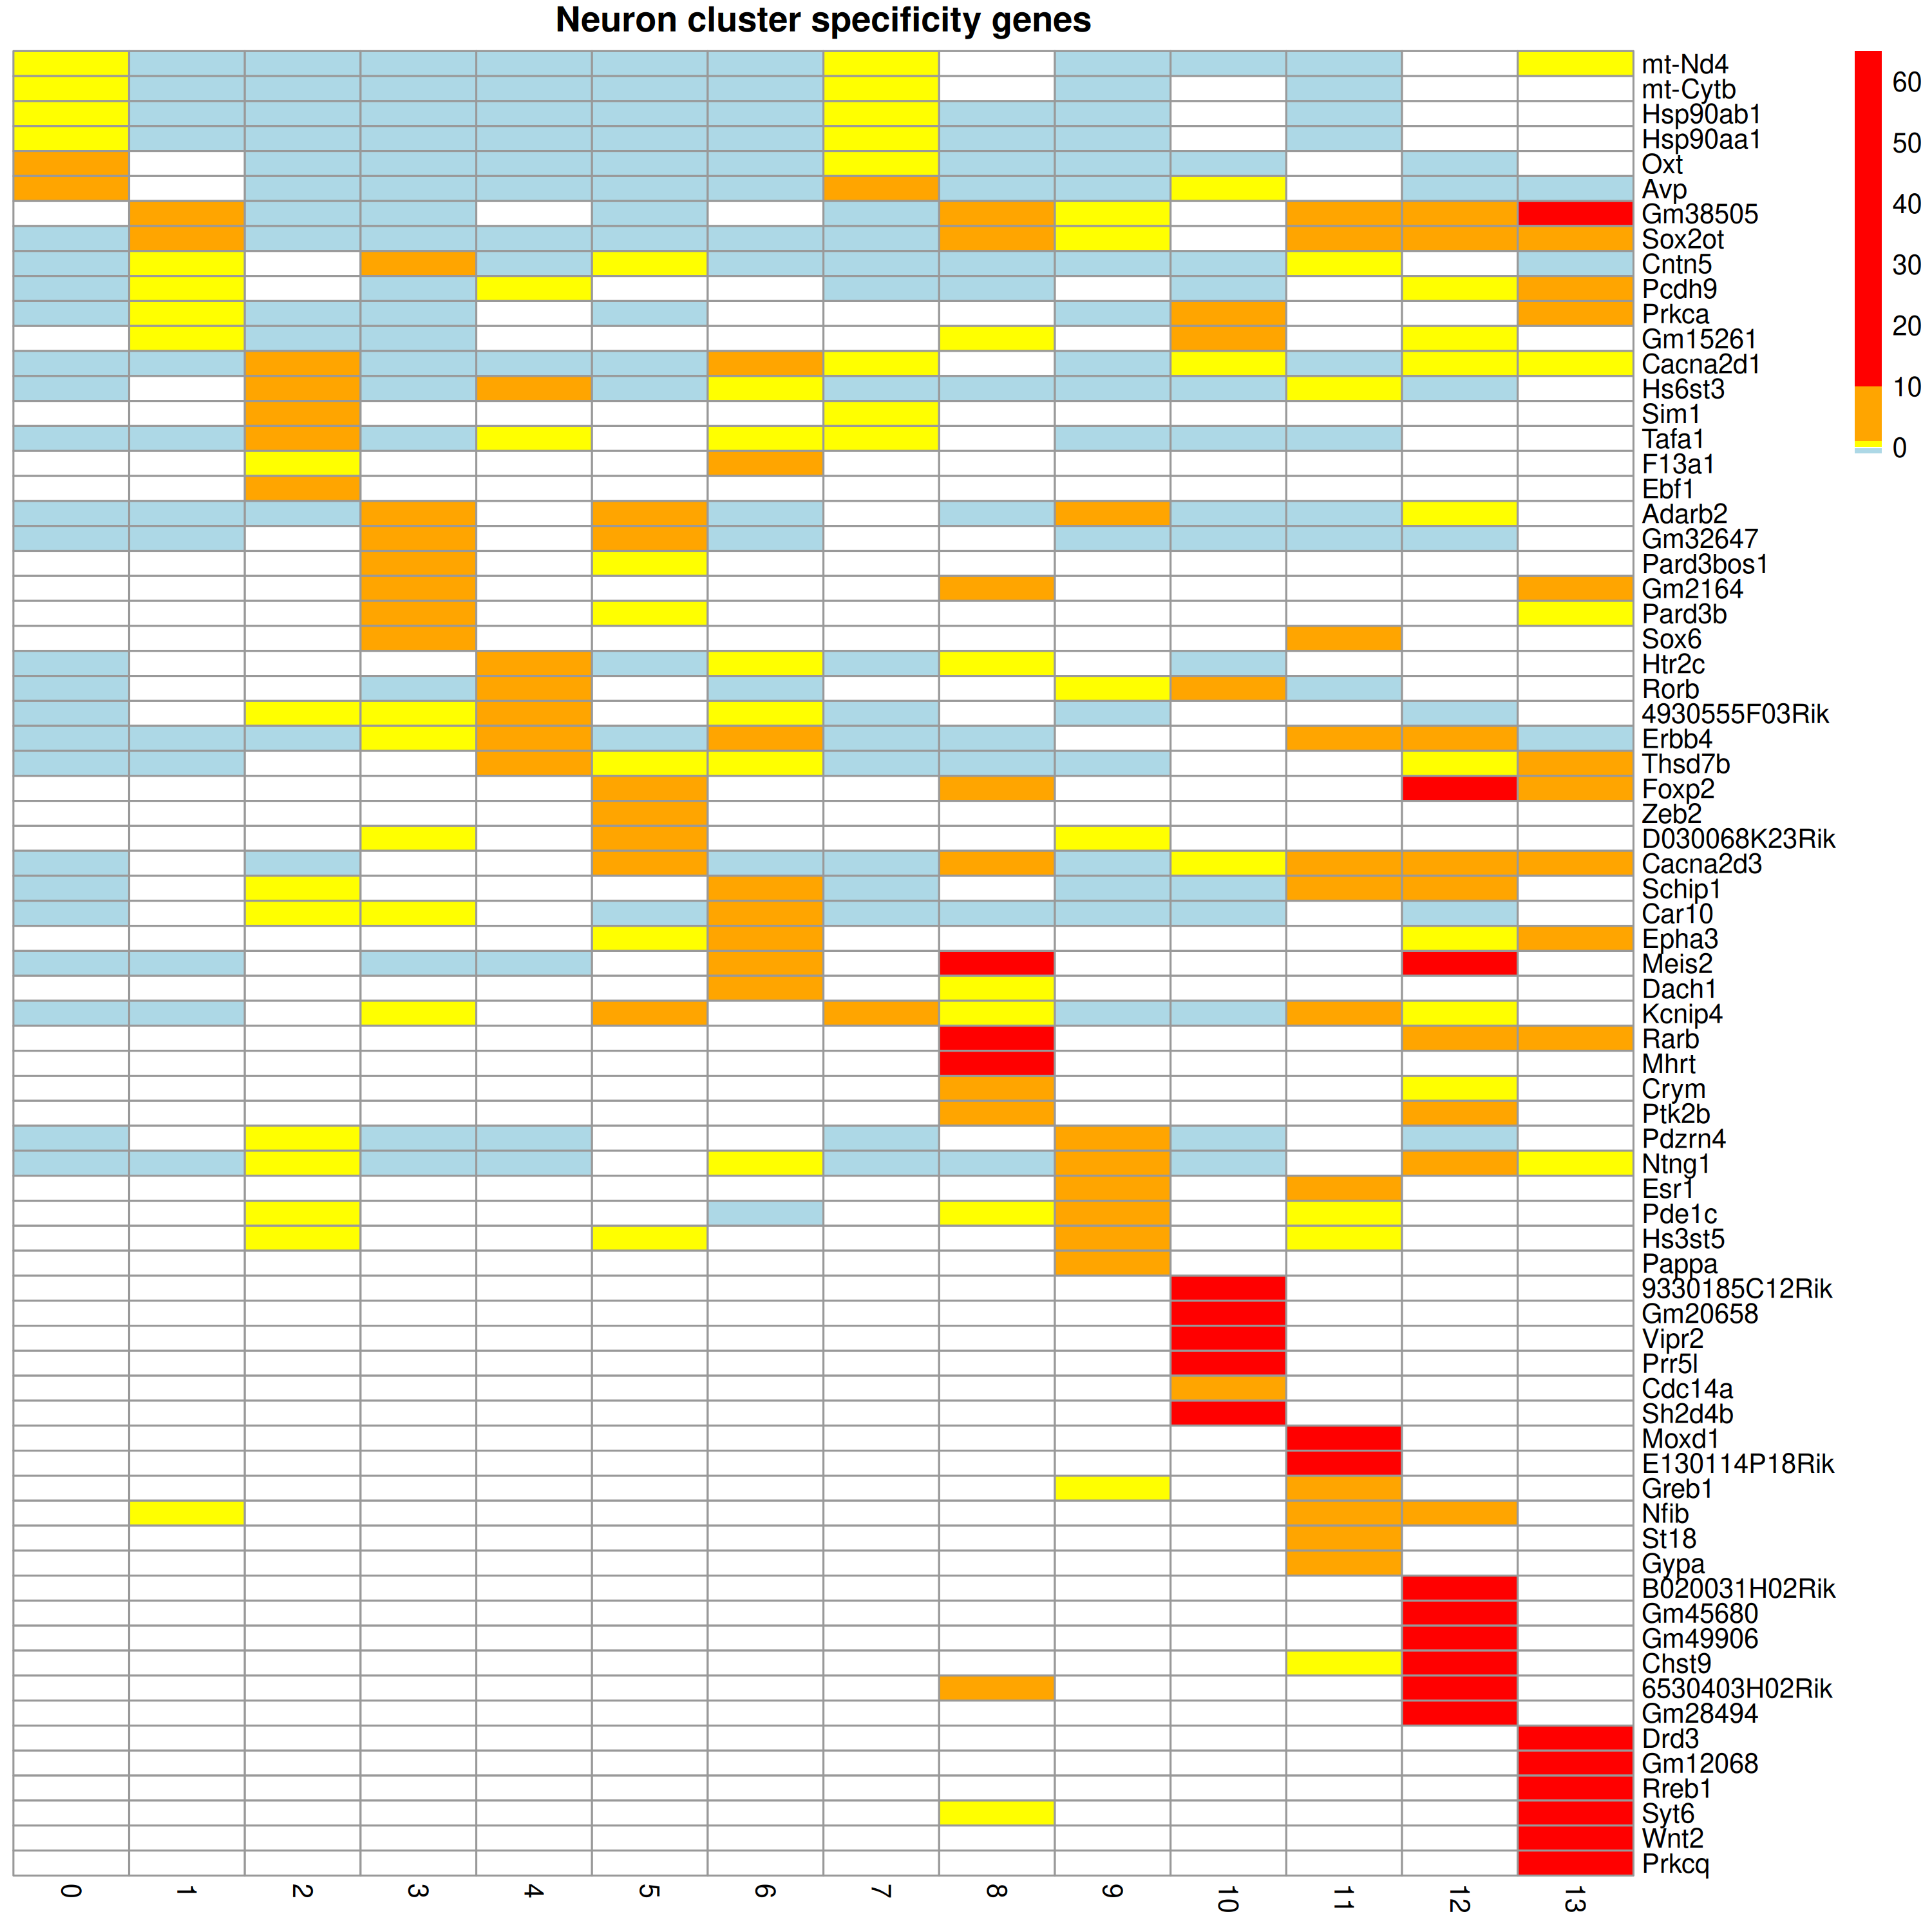 Neuron cluster specificity genes
mt-Nd4
mt-Cytb
Hsp90ab1
Hsp90aa1
Oxt
Avp
Gm38505
Sox2ot
Cntn5
Pcdh9
Prkca
Gm15261
Cacna2d1
Hs6st3
Sim1
Tafa1
F13a1
Ebf1
Adarb2
Gm32647
Pard3bos1
Gm2164
Pard3b
Sox6
Htr2c
Rorb
4930555F03Rik
Erbb4
Thsd7b
Foxp2
Zeb2
D030068K23Rik
Cacna2d3
Schip1
Car10
Epha3
Meis2
Dach1
Kcnip4
Rarb
Mhrt
Crym
Ptk2b
Pdzrn4
Ntng1
Esr1
Pde1c
Hs3st5
Pappa
9330185C12Rik
Gm20658
Vipr2
Prr5l
Cdc14a
Sh2d4b
Moxd1
E130114P18Rik
Greb1
Nfib
St18
Gypa
B020031H02Rik
Gm45680
Gm49906
Chst9
6530403H02Rik
Gm28494
Drd3
Gm12068
Rreb1
Syt6
Wnt2
Prkcq
0 1 2 3 4 5 6 7 8 9 10 11 12 13
60
50
40
30
20
10
0